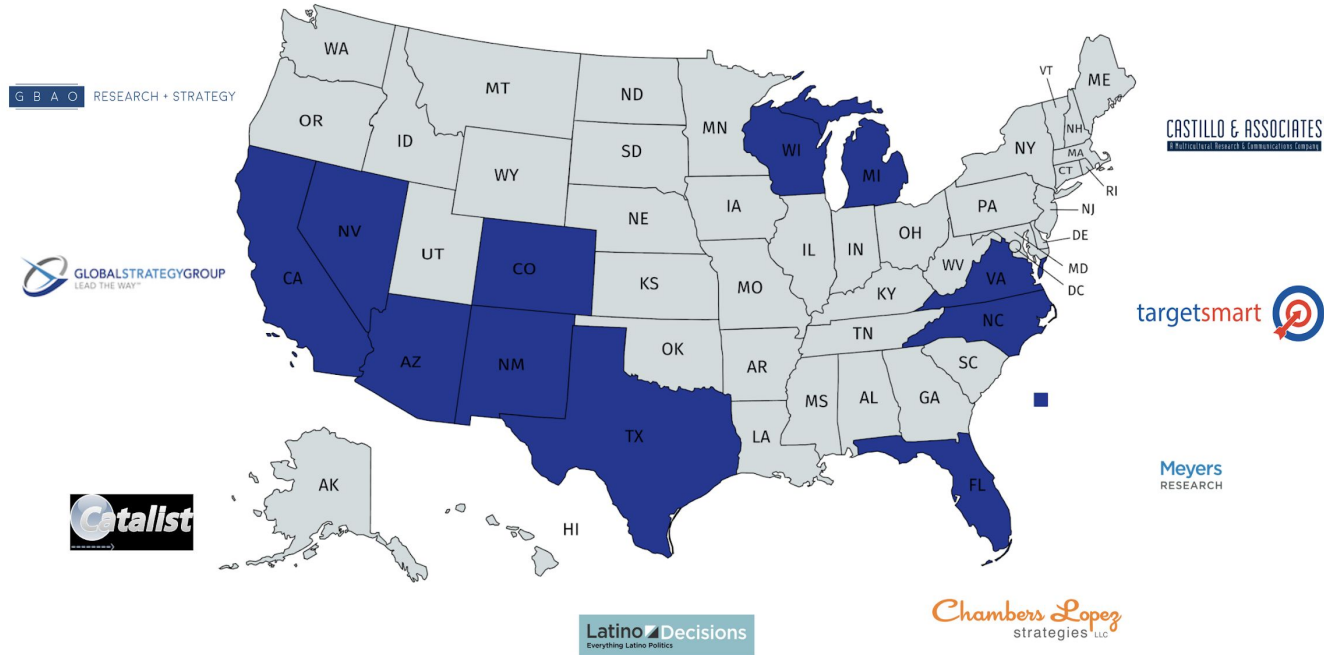 G B A O RESEARCH + STRATEGY
GLOBALSTRATEGYGROUP
LEAD THE WAY™
Catalist
WA
OR
CA
NV
ID
MT
WY
UT
CO
AZ
NM
ND
SD
NE
KS
OK
TX
MN
IA
MO
AR
LA
WI
MI
IL
IN
OH
KY
TN
MS
AL
GA
FL
SC
NC
VA
WV
PA
NY
VT
NH
ME
MA
CT
RI
NJ
DE
MD
DC
AK
HI
CASTILLO & ASSOCIATES
A Multicultural Research & Communications Company
targetsmart
Meyers
RESEARCH
Chambers Lopez
strategies LLC
Latino Decisions
Everything Latino Politics